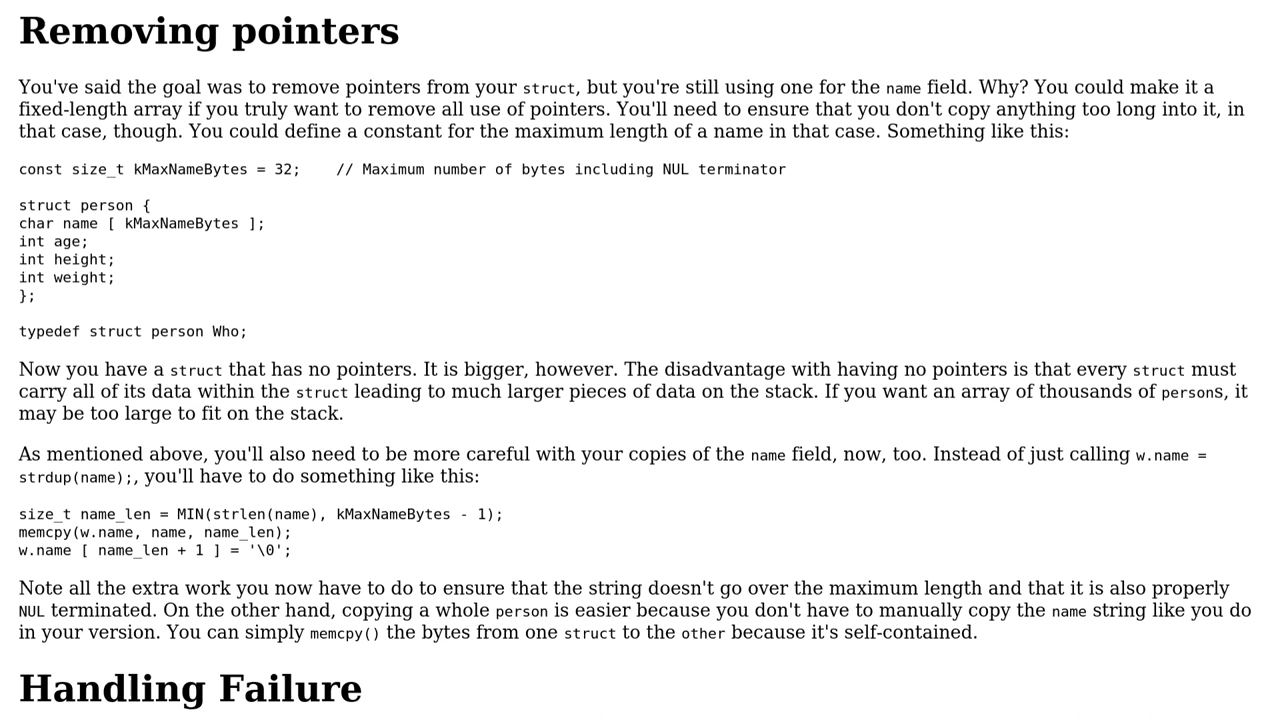 Removing pointers
You've said the goal was to remove pointers from your struct, but you're still using one for the name field. Why? You could make it a
fixed-length array if you truly want to remove all use of pointers. You'll need to ensure that you don't copy anything too long into it, in
that case, though. You could define a constant for the maximum length of a name in that case. Something like this:
const size_t kMaxNameBytes = 32;    // Maximum number of bytes including NUL terminator
struct person {
char name [ kMaxNameBytes ];
int age;
int height;
int weight;
};
typedef struct person Who;
Now you have a struct that has no pointers. It is bigger, however. The disadvantage with having no pointers is that every struct must
carry all of its data within the struct leading to much larger pieces of data on the stack. If you want an array of thousands of persons, it
may be too large to fit on the stack.
As mentioned above, you'll also need to be more careful with your copies of the name field, now, too. Instead of just calling w.name =
strdup(name);, you'll have to do something like this:
size_t name_len = MIN(strlen(name), kMaxNameBytes - 1);
memcpy(w.name, name, name_len);
w.name [ name_len + 1 ] = '\0';
Note all the extra work you now have to do to ensure that the string doesn't go over the maximum length and that it is also properly
NUL terminated. On the other hand, copying a whole person is easier because you don't have to manually copy the name string like you do
in your version. You can simply memcpy() the bytes from one struct to the other because it's self-contained.
Handling Failure